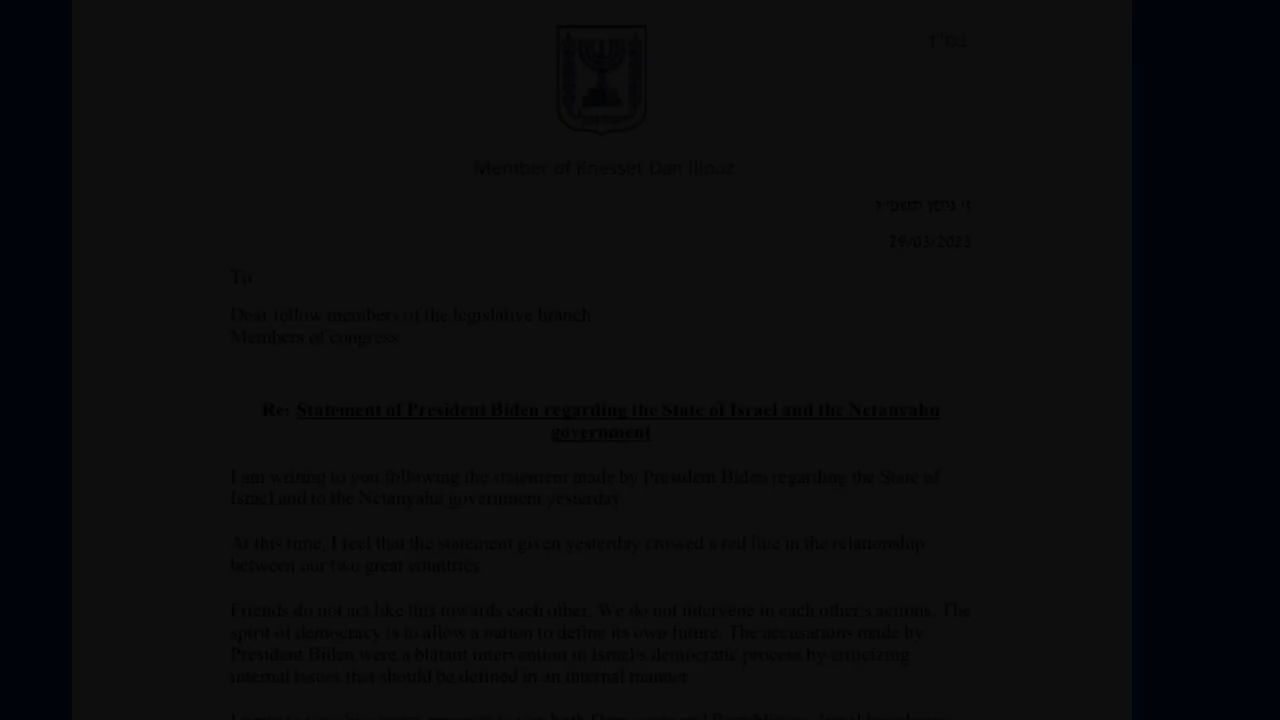 בס"ד
Member of Knesset Dan Illouz
29/03/2023
To
Dear fellow members of the legislative branch
Members of congress
Re: Statement of President Biden regarding the State of Israel and the Netanyahu
government
I am writing to you following the statement made by President Biden regarding the State of
Israel and to the Netanyahu government yesterday
At this time, I feel that the statement given yesterday crossed a red line in the relationship
between our two great countries
Friends do not act like this towards each other. We do not intervene in each other's nations. The
spirit of democracy is to allow a nation to define its own future. The accusations made by
President Biden were a blatant intervention in Israel's democratic process by criticizing
internal issues that should be defined in an internal manner